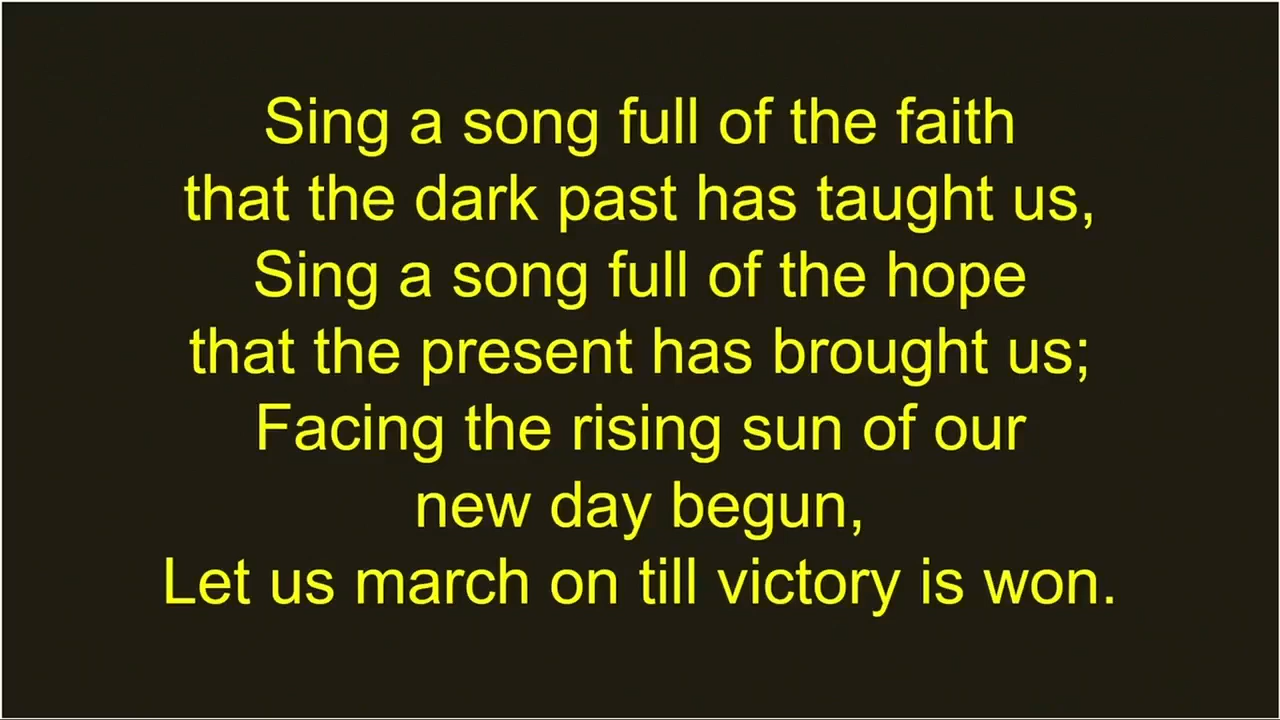 Sing a song full of the faith
that the dark past has taught us,
Sing a song full of the hope
that the present has brought us;
Facing the rising sun of our
new day begun,
Let us march on till victory is won.